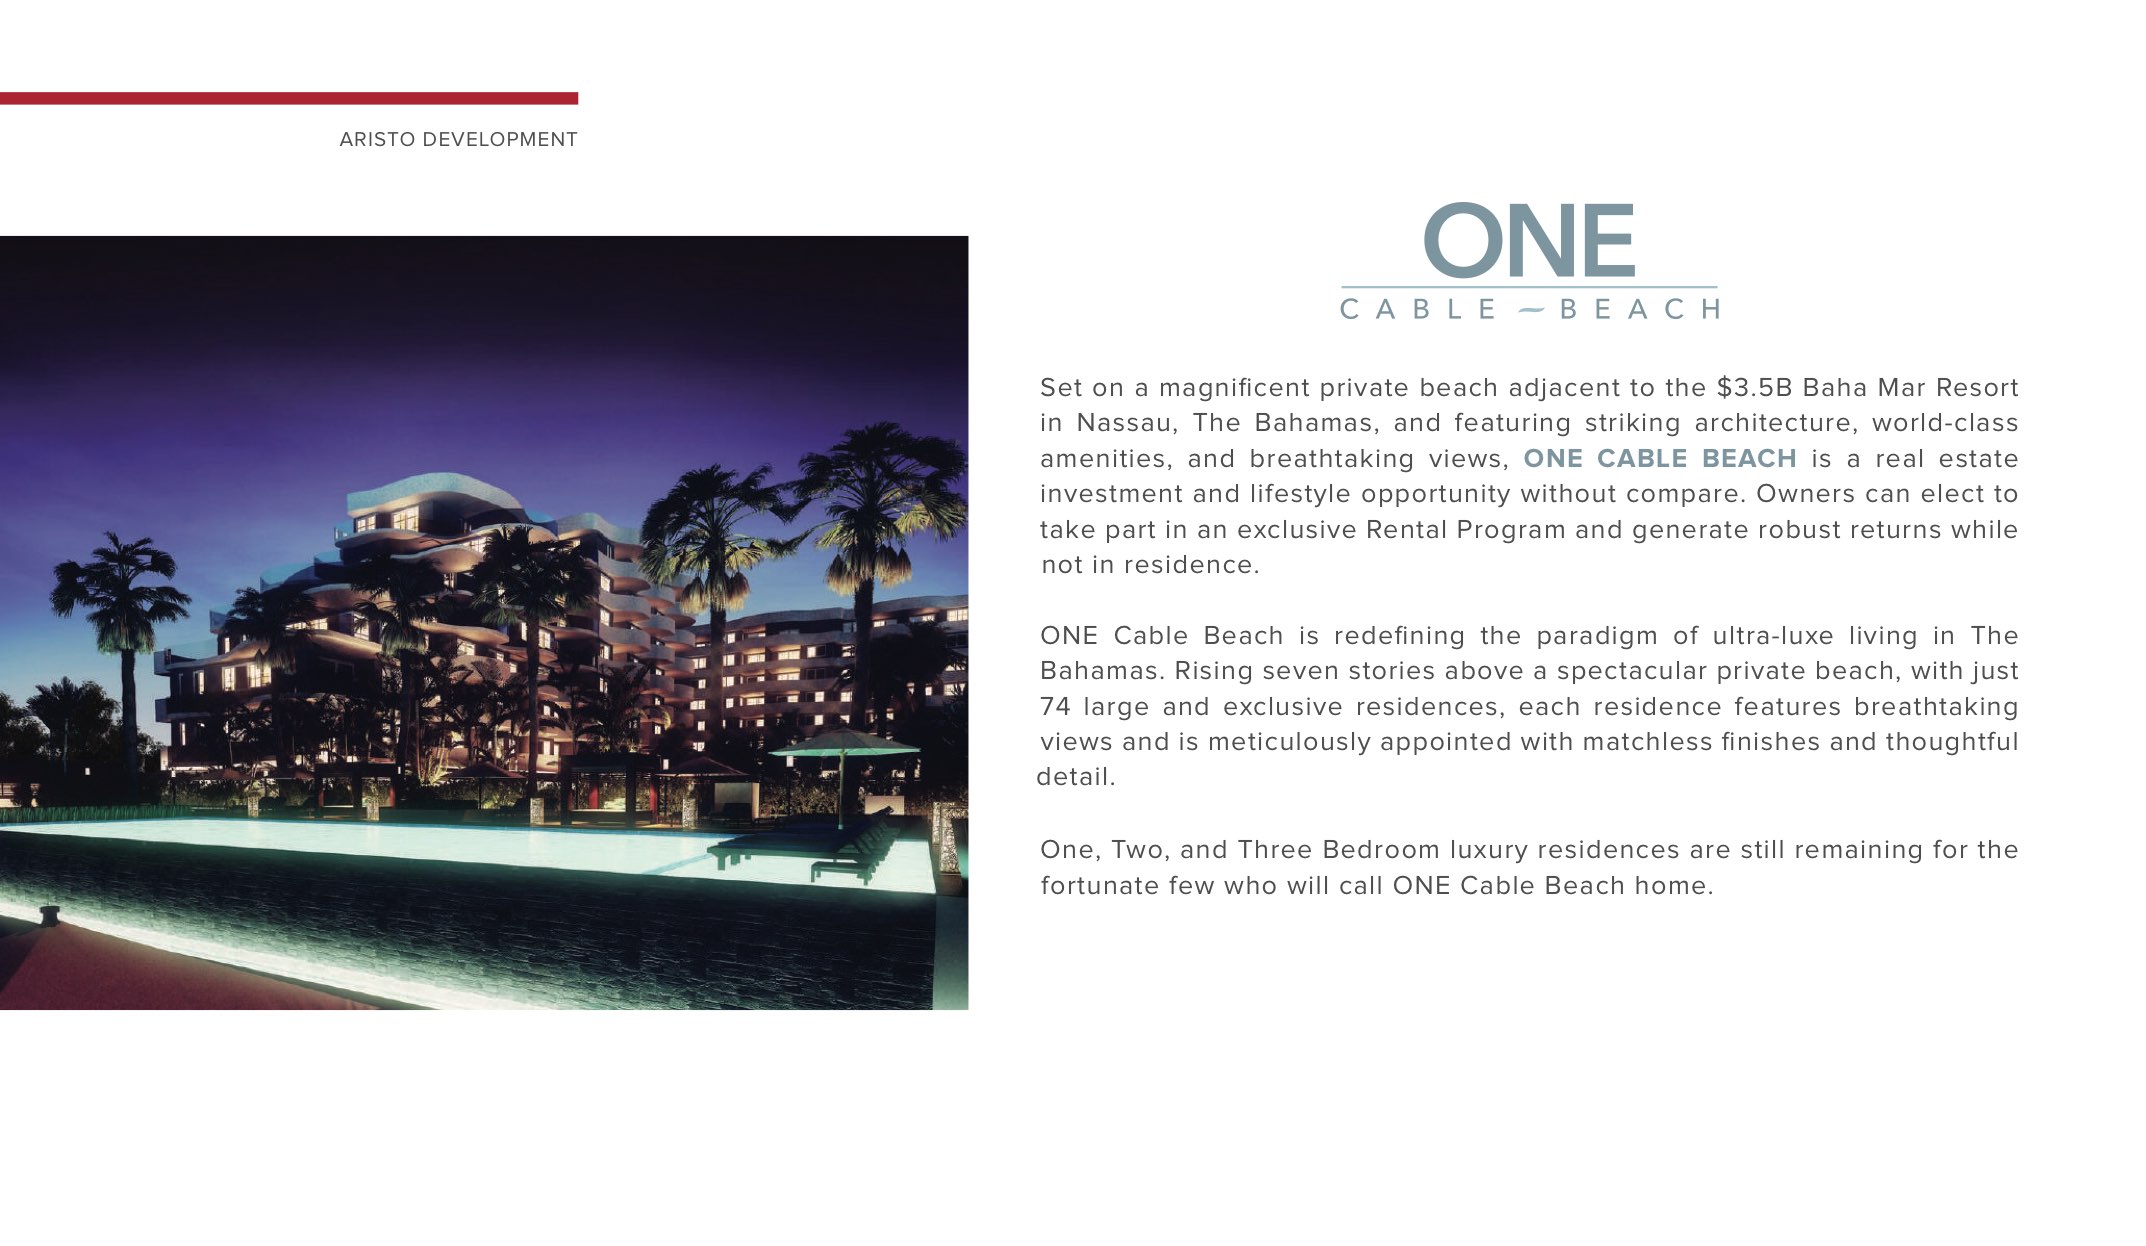 ARISTO DEVELOPMENT
ONE
CABLE ~ BEACH
Set on a magnificent private beach adjacent to the $3.5B Baha Mar Resort
in Nassau, The Bahamas, and featuring striking architecture, world-class
amenities, and breathtaking views, ONE CABLE BEACH is a real estate
investment and lifestyle opportunity without compare. Owners can elect to
take part in an exclusive Rental Program and generate robust returns while
not in residence.
ONE Cable Beach is redefining the paradigm of ultra-luxe living in The
Bahamas. Rising seven stories above a spectacular private beach, with just
74 large and exclusive residences, each residence features breathtaking
views and is meticulously appointed with matchless finishes and thoughtful
detail.
One, Two, and Three Bedroom luxury residences are still remaining for the
fortunate few who will call ONE Cable Beach home.